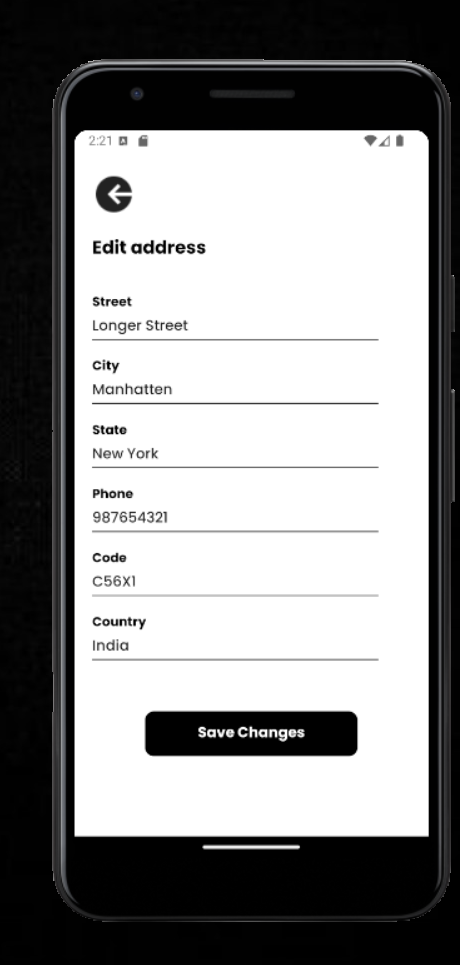 2:21
Edit address
Street
Longer Street
City
Manhatten
State
New York
Phone
987654321
Code
C56X1
Country
India
Save Changes